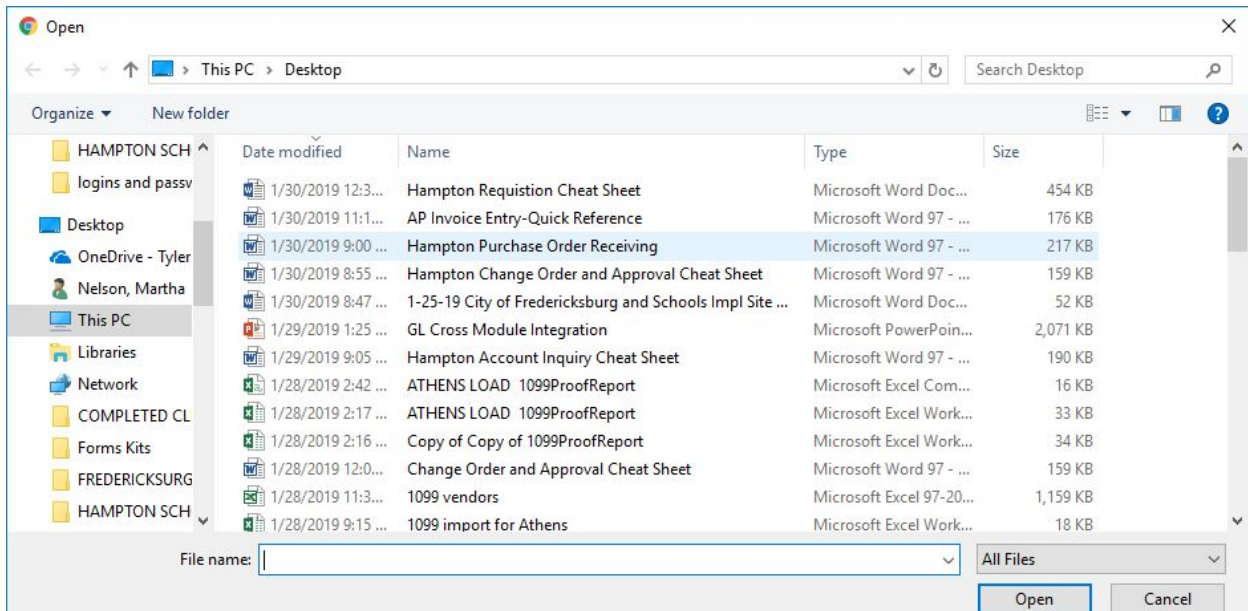 Open
This PC > Desktop
Search Desktop
Organize
New folder
HAMPTON SCH
logins and passw
Desktop
OneDrive - Tyler
Nelson, Martha
This PC
Libraries
Network
COMPLETED CL
Forms Kits
FREDERICKSURG
HAMPTON SCH
Date modified Name Type Size
1/30/2019 12:3... Hampton Requistion Cheat Sheet Microsoft Word Doc... 454 KB
1/30/2019 11:1... AP Invoice Entry-Quick Reference Microsoft Word 97 - ... 176 KB
1/30/2019 9:00 ... Hampton Purchase Order Receiving Microsoft Word 97 - ... 217 KB
1/30/2019 8:55 ... Hampton Change Order and Approval Cheat Sheet Microsoft Word 97 - ... 159 KB
1/30/2019 8:47 ... 1-25-19 City of Fredericksburg and Schools Impl Site ... Microsoft Word Doc... 52 KB
1/29/2019 1:25 ... GL Cross Module Integration Microsoft PowerPoin... 2,071 KB
1/29/2019 9:05 ... Hampton Account Inquiry Cheat Sheet Microsoft Word 97 - ... 190 KB
1/28/2019 2:42 ... ATHENS LOAD 1099ProofReport Microsoft Excel Com... 16 KB
1/28/2019 2:17 ... ATHENS LOAD 1099ProofReport Microsoft Excel Work... 33 KB
1/28/2019 2:16 ... Copy of Copy of 1099ProofReport Microsoft Excel Work... 34 KB
1/28/2019 12:0... Change Order and Approval Cheat Sheet Microsoft Word 97 - ... 159 KB
1/28/2019 11:3... 1099 vendors Microsoft Excel 97-20... 1,159 KB
1/28/2019 9:15 ... 1099 import for Athens Microsoft Excel Work... 18 KB
File name:
All Files
Open
Cancel